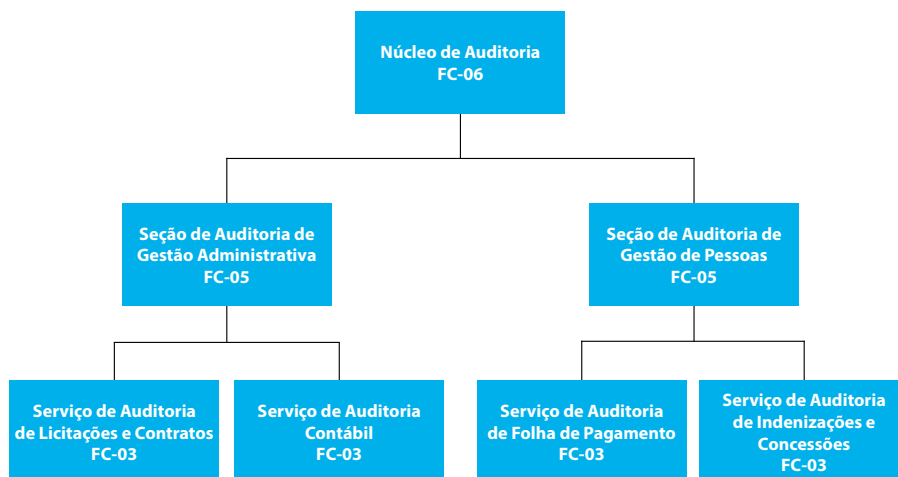 Núcleo de Auditoria
FC-06
Seção de Auditoria de
Gestão Administrativa
FC-05
Seção de Auditoria de
Gestão de Pessoas
FC-05
Serviço de Auditoria
de Licitações e Contratos
FC-03
Serviço de Auditoria
Contábil
FC-03
Serviço de Auditoria
de Folha de Pagamento
FC-03
Serviço de Auditoria
de Indenizações e
Concessões
FC-03